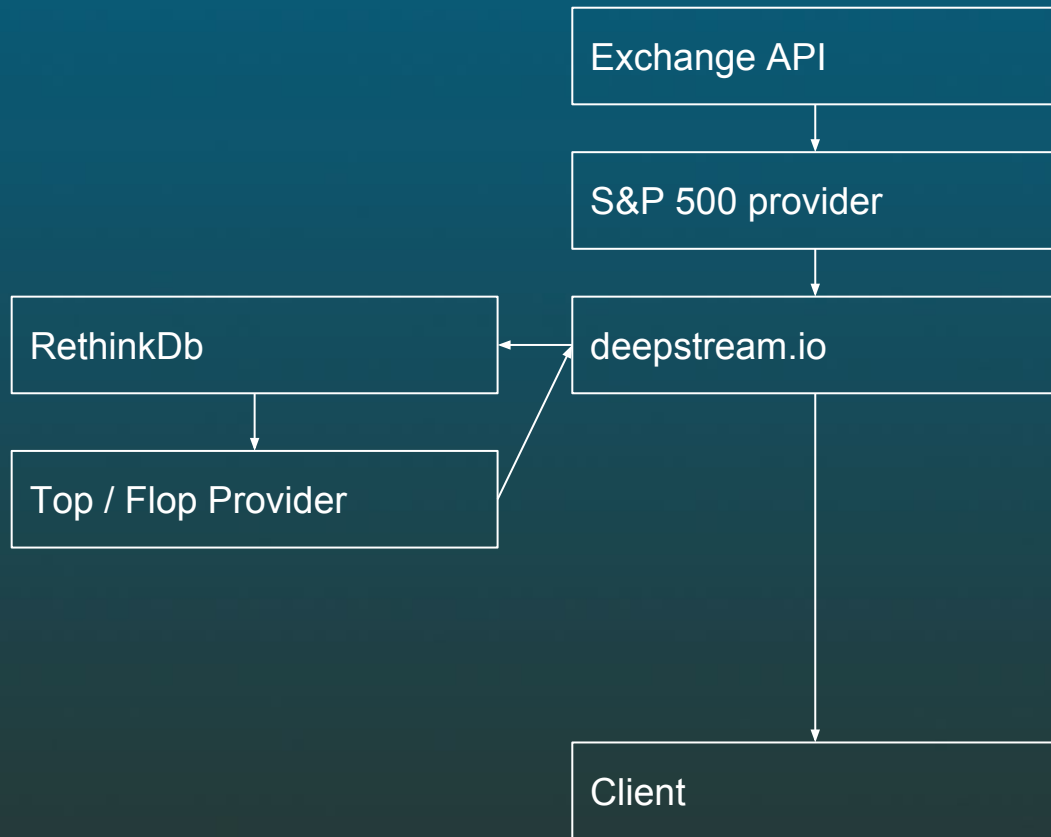 Exchange API
S&P 500 provider
RethinkDb
deepstream.io
Top / Flop Provider
Client